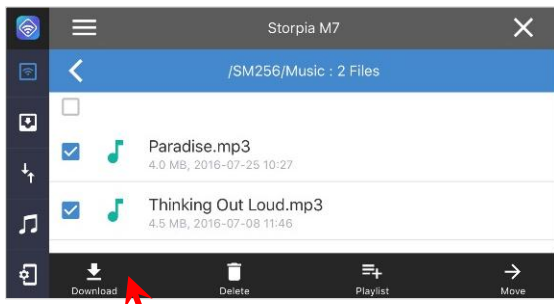 Storpia M7
/SM256/Music : 2 Files
Paradise.mp3
4.0 MB, 2016-07-25 10:27
Thinking Out Loud.mp3
4.5 MB, 2016-07-08 11:46
Download Delete Playlist Move